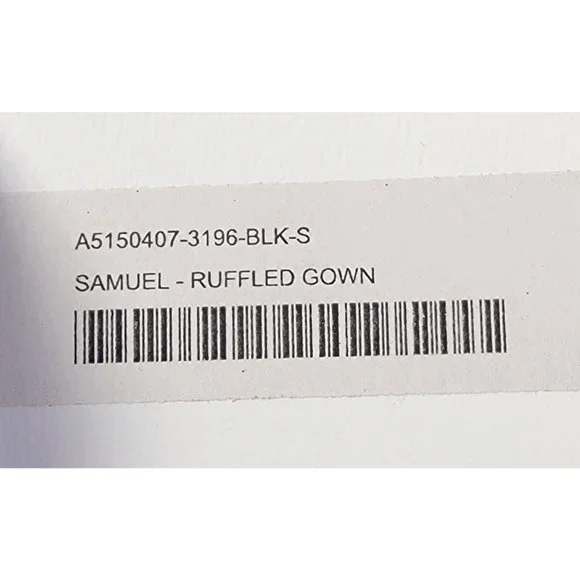 A5150407-3196-BLK-S
SAMUEL - RUFFLED GOWN